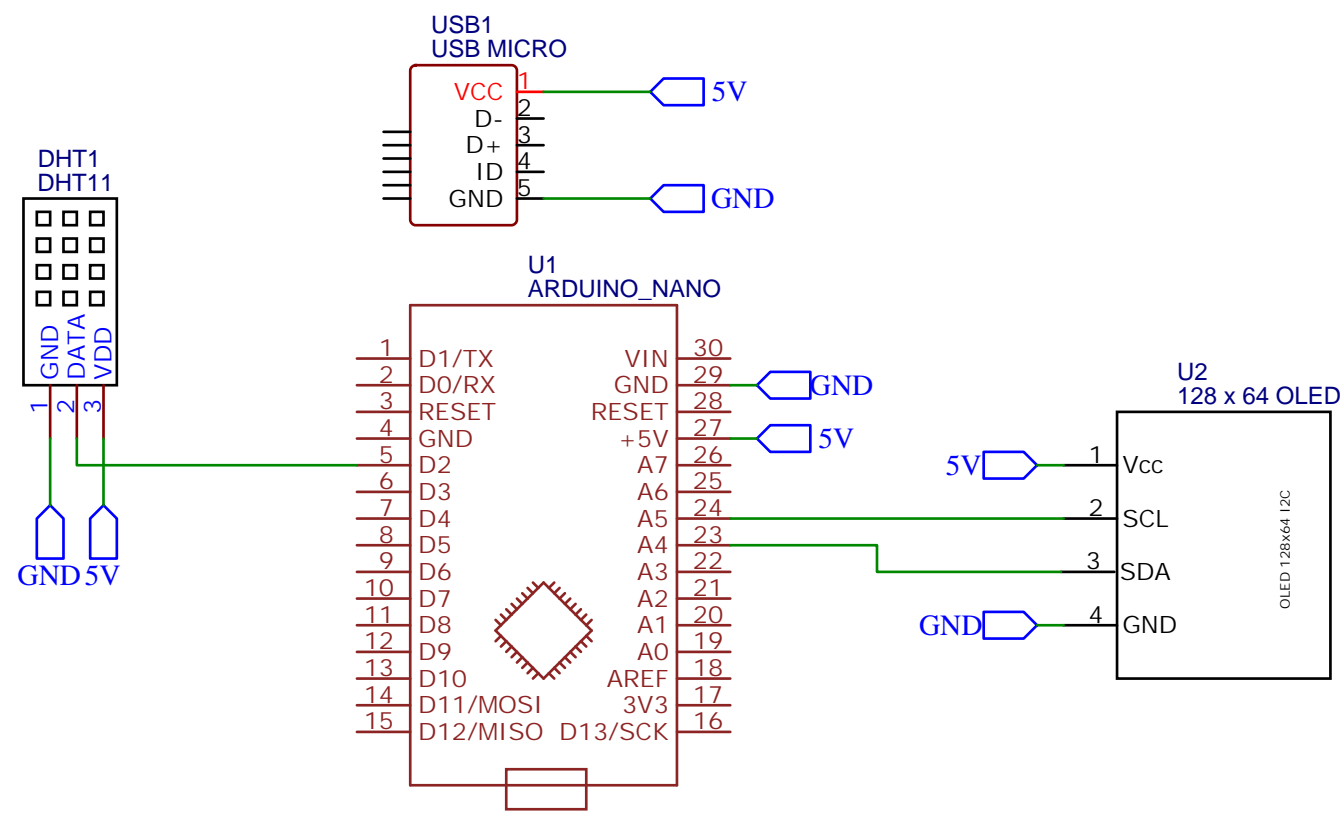 USB1
USB MICRO
VCC 1 5V
D- 2
D+ 3
ID 4
GND 5 GND
DHT1
DHT11
GND
DATA
VDD
1
2
3
GND 5V
U1
ARDUINO_NANO
1 D1/TX VIN 30
2 D0/RX GND 29 GND
3 RESET RESET 28
4 GND +5V 27 5V
5 D2 A7 26
6 D3 A6 25
7 D4 A5 24
8 D5 A4 23
9 D6 A3 22
10 D7 A2 21
11 D8 A1 20
12 D9 A0 19
13 D10 AREF 18
14 D11/MOSI 3V3 17
15 D12/MISO D13/SCK 16
U2
128 x 64 OLED
5V 1 Vcc
2 SCL
3 SDA
GND 4 GND
OLED 128x64 I2C